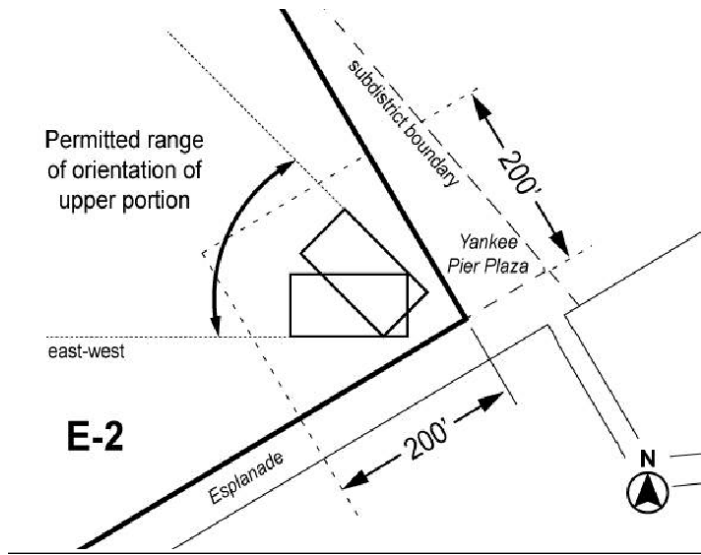 subdistrict boundary
Permitted range
of orientation of
upper portion
200'
Yankee
Pier Plaza
east-west
E-2
200'
Esplanade
N